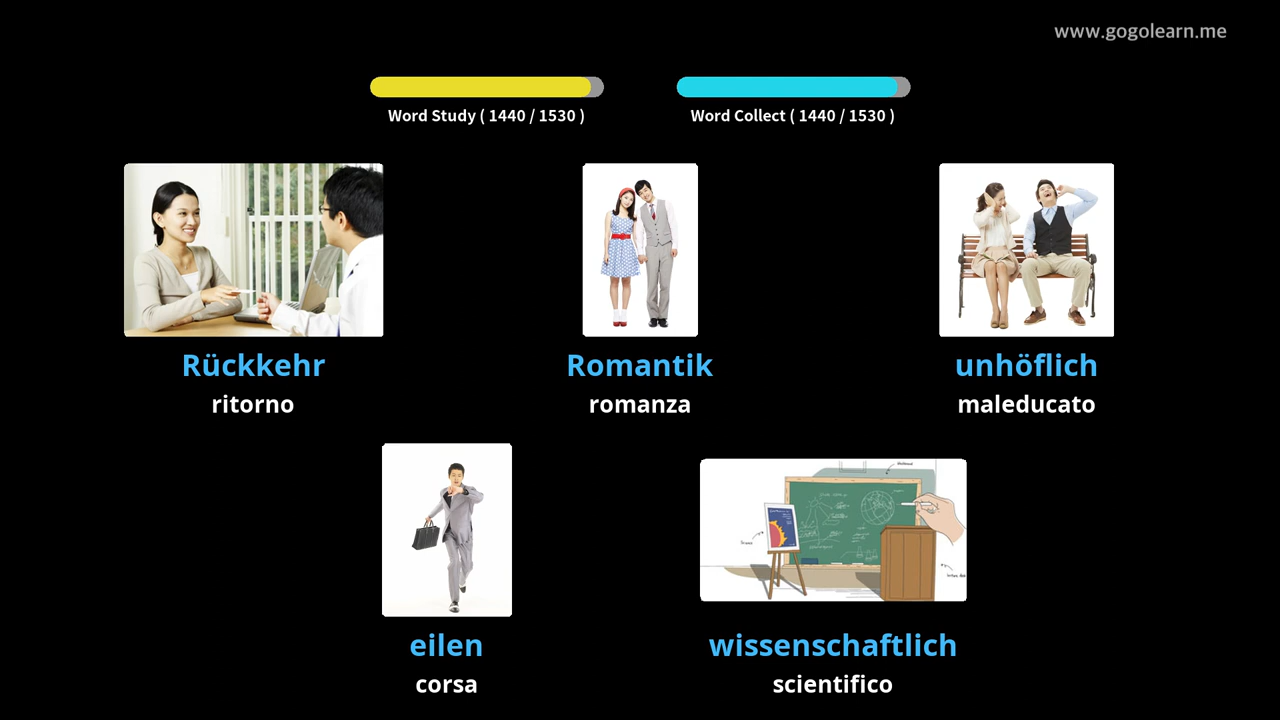 www.gogolearn.me
Word Study ( 1440 / 1530 )
Word Collect ( 1440 / 1530 )
Rückkehr
ritorno
Romantik
romanza
unhöflich
maleducato
eilen
corsa
wissenschaftlich
scientifico